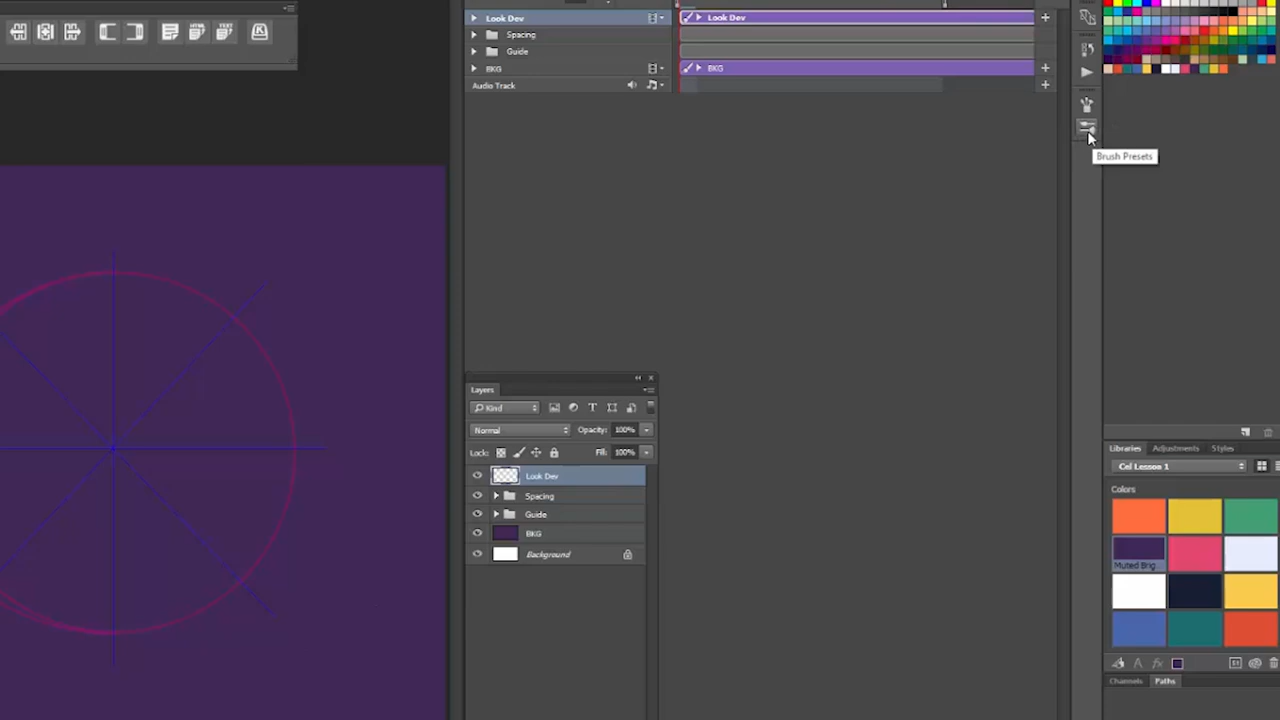 Look Dev
Look Dev
Spacing
Guide
BKG
BKG
Audio Track
Brush Presets
Layers
Kind
Normal
Opacity: 100%
Lock:
Fill: 100%
Look Dev
Spacing
Guide
BKG
Background
Libraries
Adjustments
Styles
Cel Lesson 1
Colors
Muted Brig...
Channels
Paths